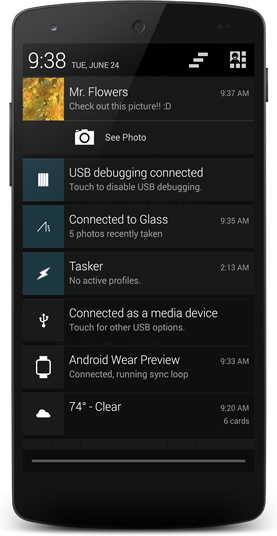 9:38 TUE, JUNE 24
Mr. Flowers 9:37 AM
Check out this picture!! :D
See Photo
USB debugging connected
Touch to disable USB debugging.
Connected to Glass 9:35 AM
5 photos recently taken
Tasker 2:13 AM
No active profiles.
Connected as a media device
Touch for other USB options.
Android Wear Preview 9:33 AM
Connected, running sync loop
74° - Clear 9:20 AM
6 cards